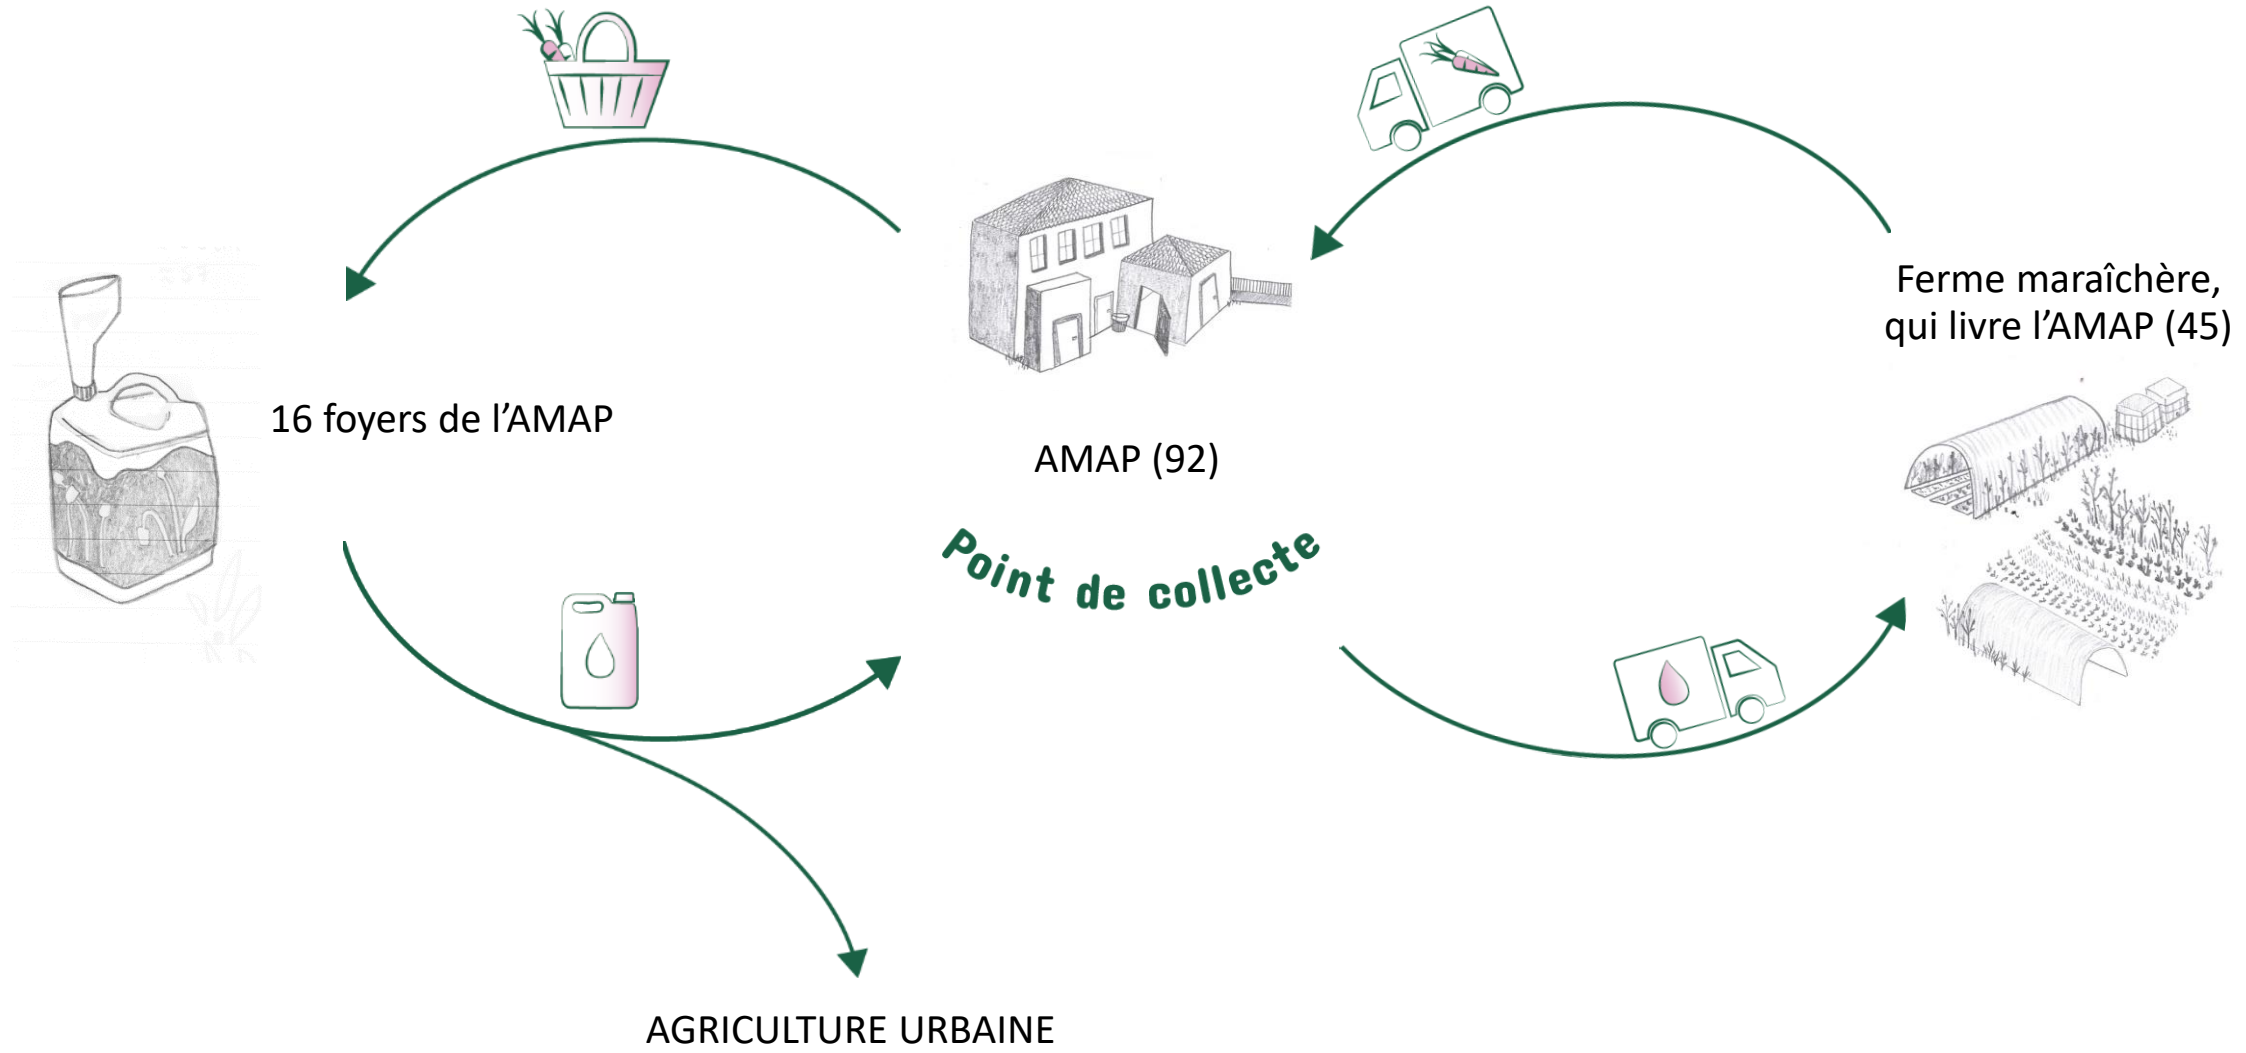 Ferme maraîchère,
qui livre l’AMAP (45)
16 foyers de l’AMAP
AMAP (92)
Point de collecte
AGRICULTURE URBAINE